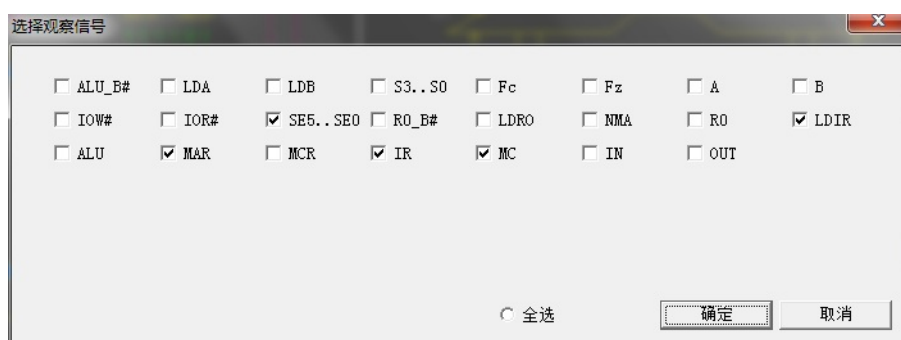 选择观察信号
ALU_B# LDA LDB S3..S0 Fc Fz A B
IOW# IOR# SE5..SE0 R0_B# LDR0 NMA R0 LDIR
ALU MAR MCR IR MC IN OUT
全选 确定 取消